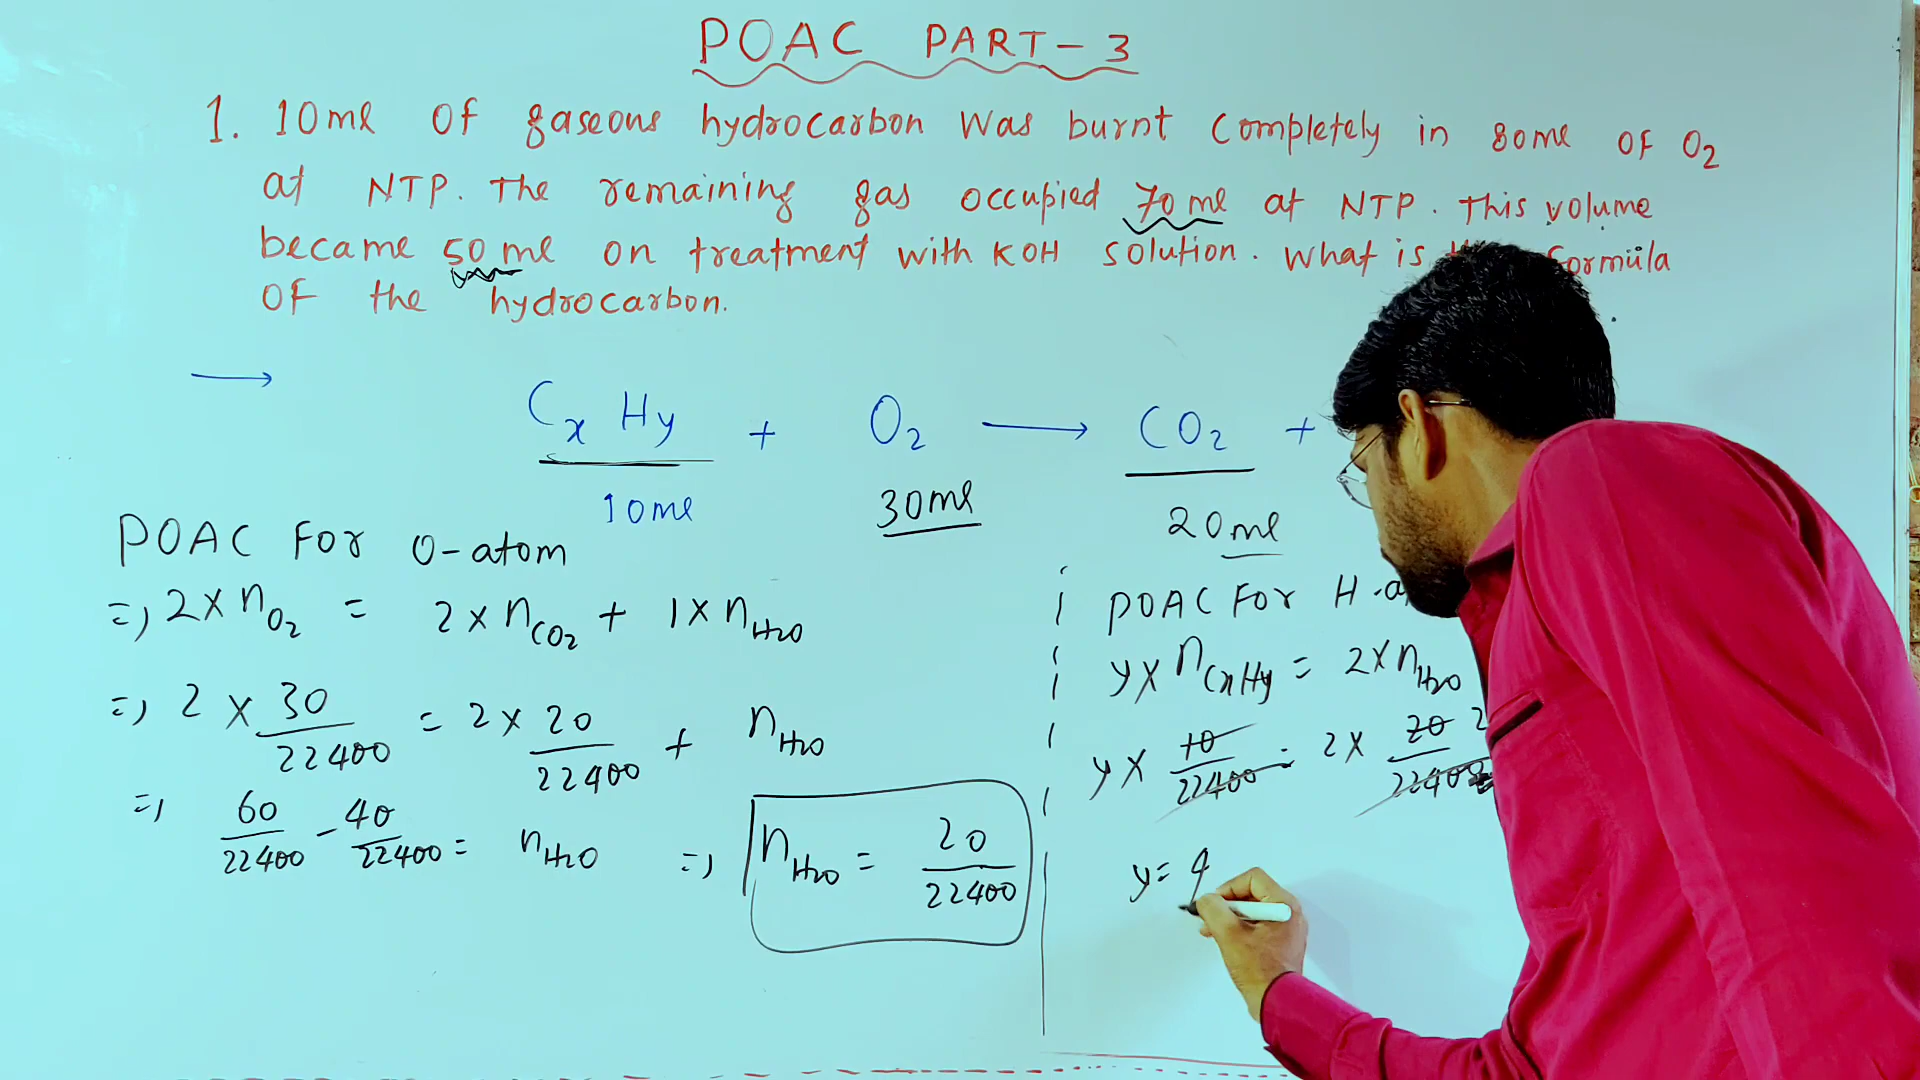 POAC PART-3
1. 10ml of gaseous hydrocarbon was burnt completely in 80ml of O₂
at NTP. The remaining gas occupied 70ml at NTP. This volume
became 50ml on treatment with KOH solution. What is formula
of the hydrocarbon.
→ CₓHy + O₂ → CO₂ +
10ml 30ml 20ml
POAC For O-atom
⇒ 2×nO₂ = 2×nCO₂ + 1×nH₂O
⇒ 2 × 30/22400 = 2 × 20/22400 + nH₂O
⇒ 60/22400 - 40/22400 = nH₂O ⇒ nH₂O = 20/22400
POAC For H-a
y×nCxHy = 2×nH₂O
y × 10/22400 = 2 × 20/22400 2
y = 4